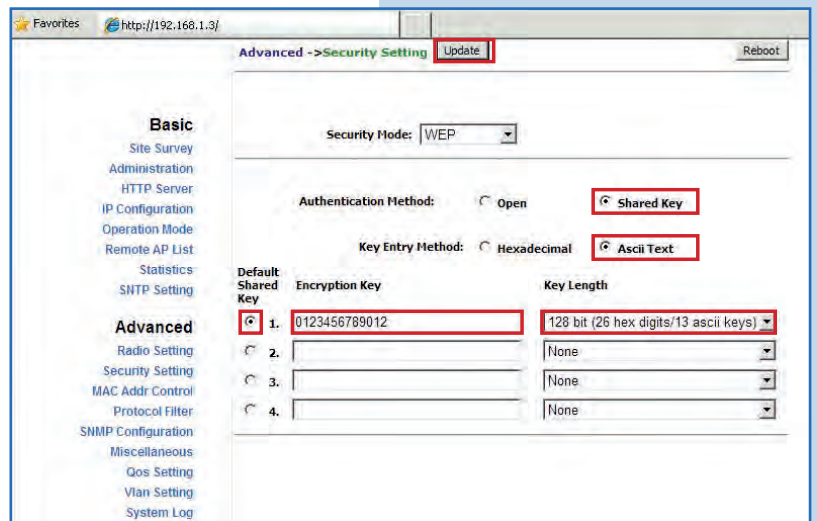 Favorites http://192.168.1.3/
Advanced ->Security Setting Update Reboot
Basic
Site Survey
Administration
HTTP Server
IP Configuration
Operation Mode
Remote AP List
Statistics
SNTP Setting
Advanced
Radio Setting
Security Setting
MAC Addr Control
Protocol Filter
SNMP Configuration
Miscellaneous
Qos Setting
Vlan Setting
System Log
Security Mode: WEP
Authentication Method: Open Shared Key
Key Entry Method: Hexadecimal Ascii Text
Default Shared Key
Encryption Key
Key Length
1. 0123456789012 128 bit (26 hex digits/13 ascii keys)
2. None
3. None
4. None